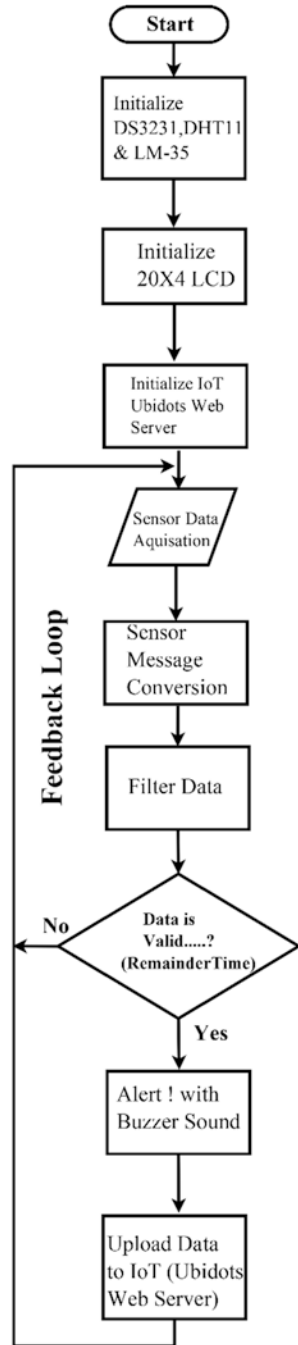 Start
Initialize
DS3231,DHT11
& LM-35
Initialize
20X4 LCD
Initialize IoT
Ubidots Web
Server
Sensor Data
Aquisation
Sensor
Message
Conversion
Feedback Loop
Filter Data
Data is
Valid.....?
(RemainderTime)
No
Yes
Alert ! with
Buzzer Sound
Upload Data
to IoT (Ubidots
Web Server)